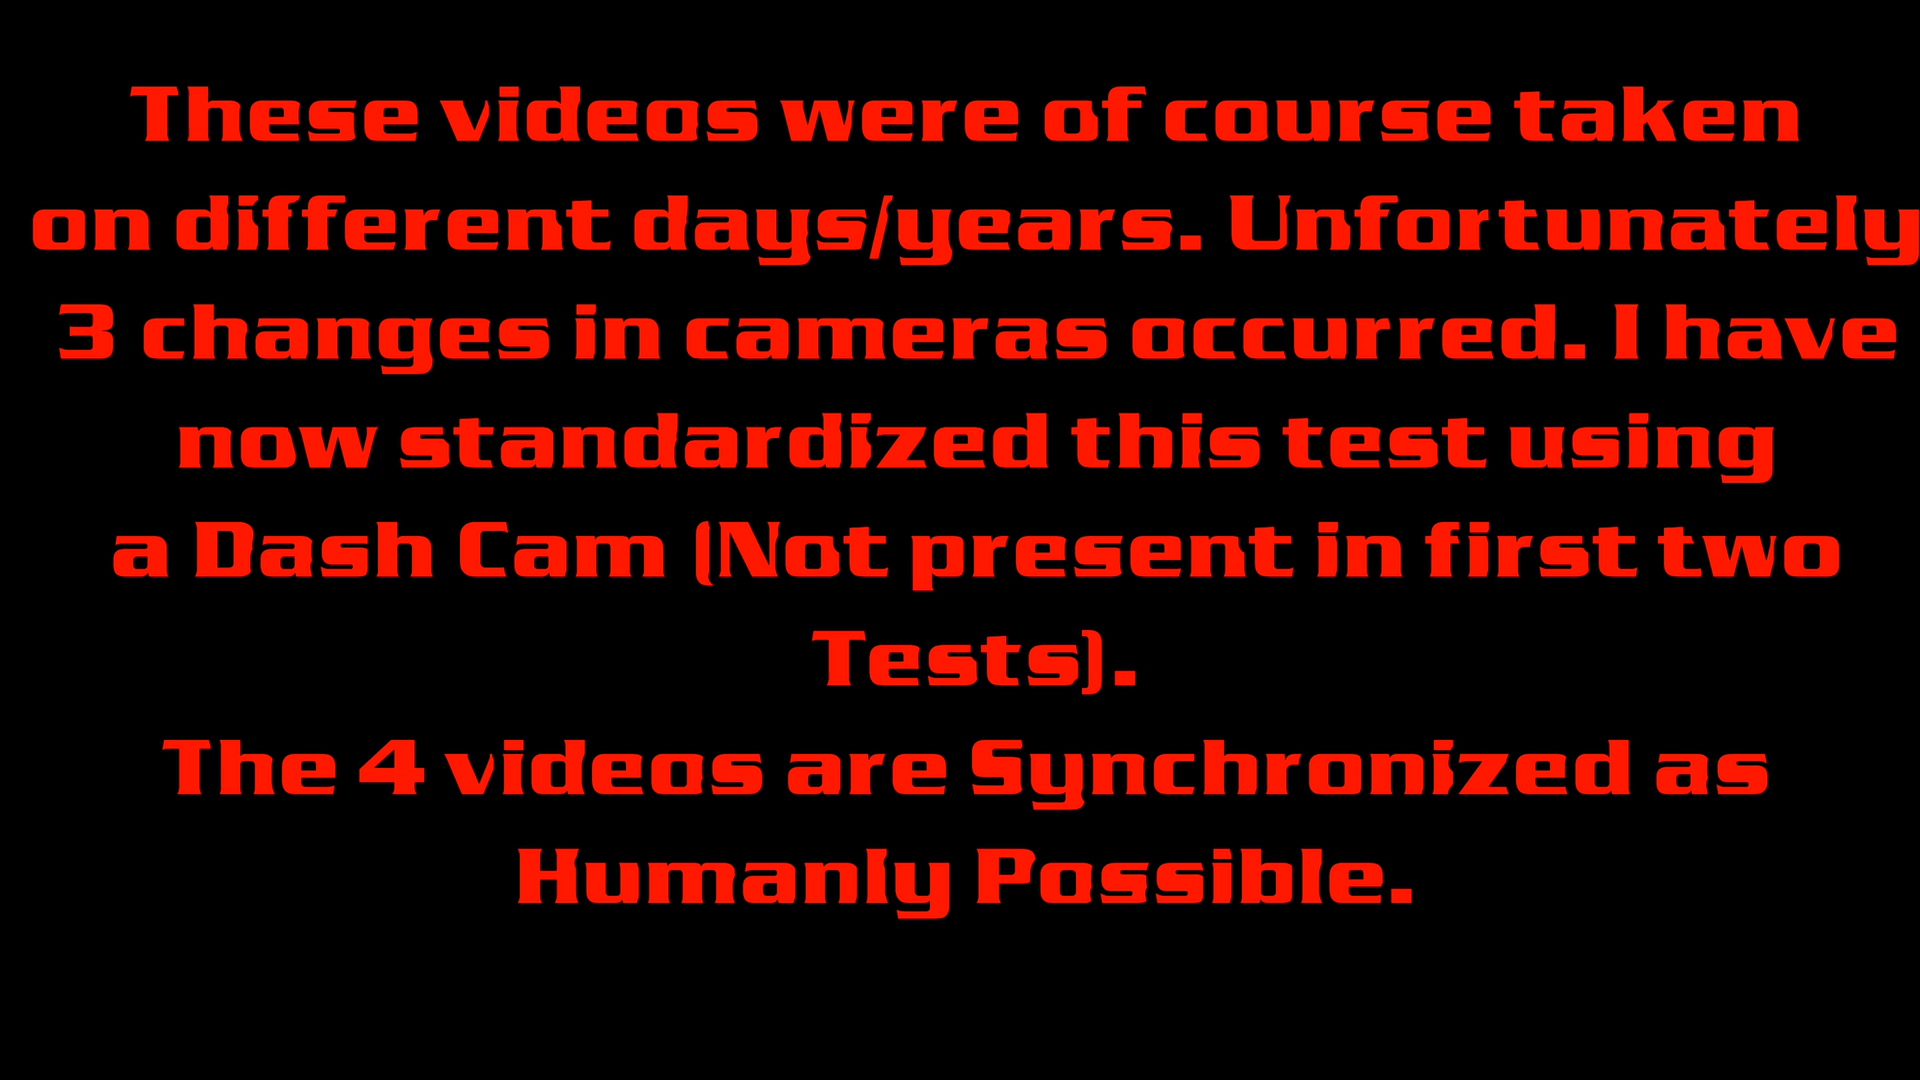 These videos were of course taken
on different days/years. Unfortunately
3 changes in cameras occurred. I have
now standardized this test using
a Dash Cam (Not present in first two
Tests).
The 4 videos are Synchronized as
Humanly Possible.